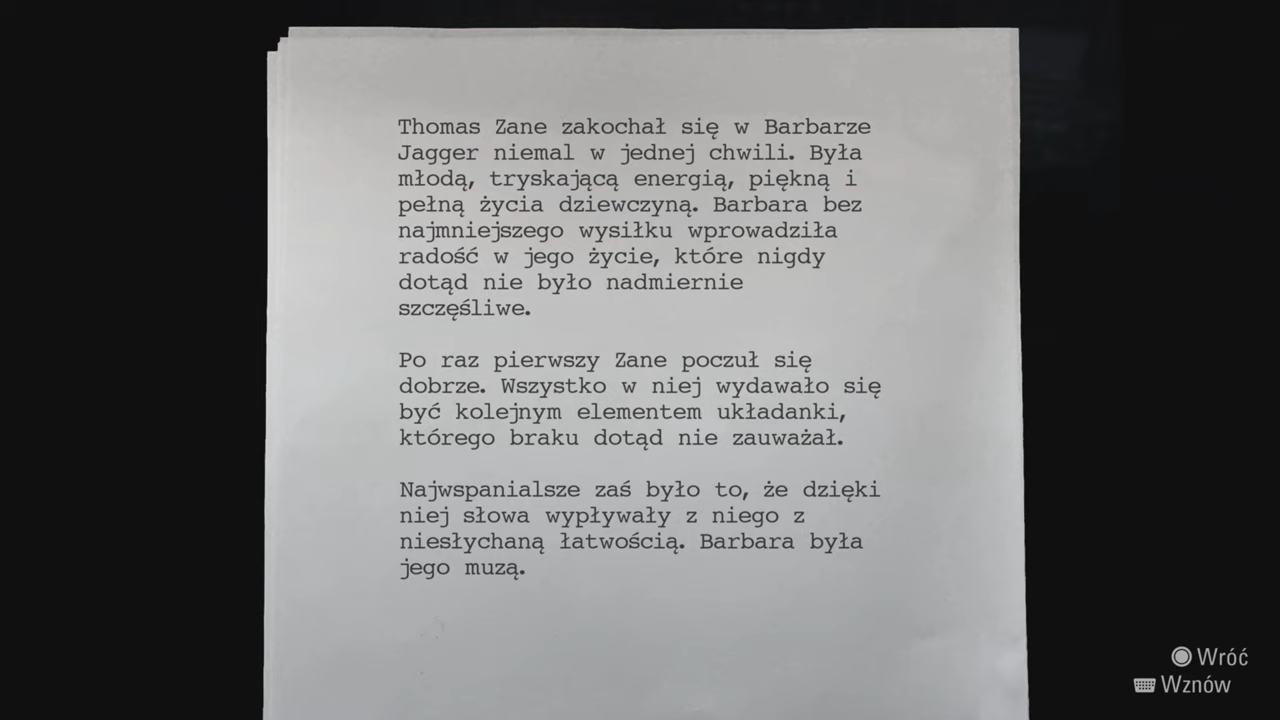 Thomas Zane zakochał się w Barbarze
Jagger niemal w jednej chwili. Była
młodą, tryskającą energią, piękną i
pełną życia dziewczyną. Barbara bez
najmniejszego wysiłku wprowadziła
radość w jego życie, które nigdy
dotąd nie było nadmiernie
szczęśliwe.
Po raz pierwszy Zane poczuł się
dobrze. Wszystko w niej wydawało się
być kolejnym elementem układanki,
którego braku dotąd nie zauważał.
Najwspanialsze zaś było to, że dzięki
niej słowa wypływały z niego z
niesłychaną łatwością. Barbara była
jego muzą.
Wróć
Wznów